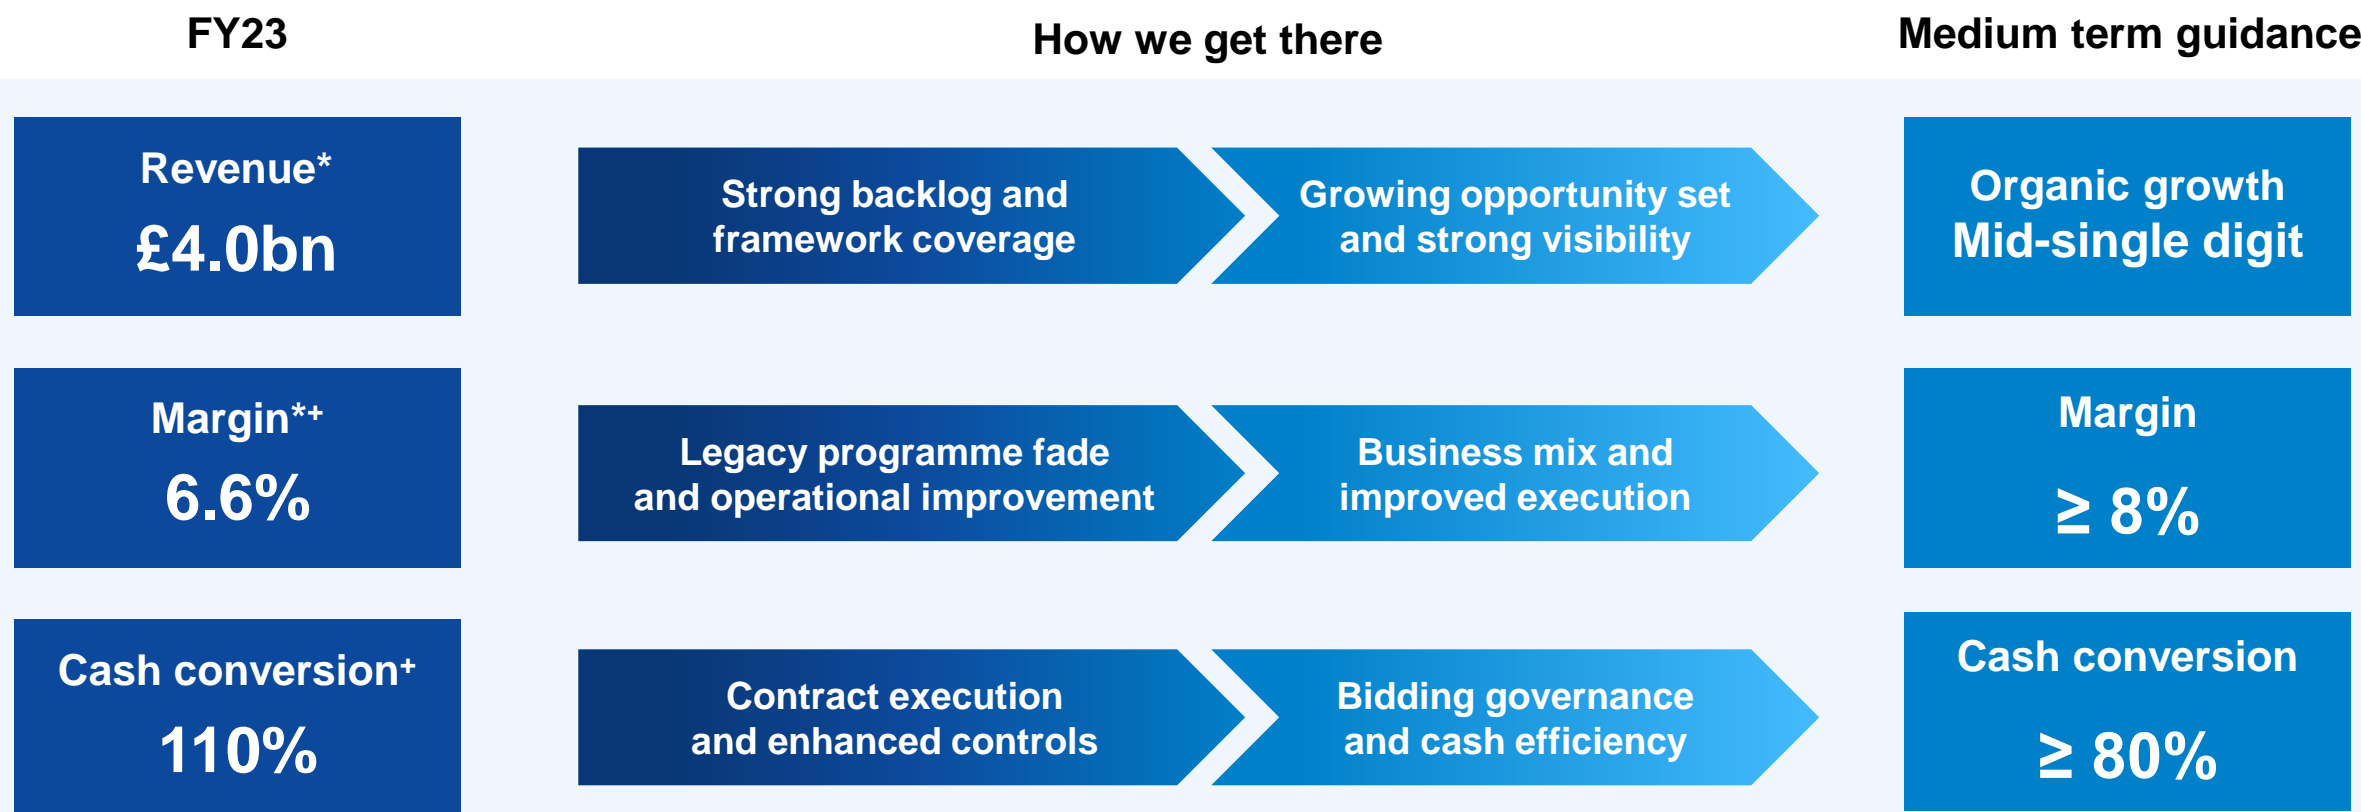 FY23
How we get there
Medium term guidance
Revenue*
£4.0bn
Strong backlog and
framework coverage
Growing opportunity set
and strong visibility
Organic growth
Mid-single digit
Margin*+
6.6%
Legacy programme fade
and operational improvement
Business mix and
improved execution
Margin
≥ 8%
Cash conversion+
110%
Contract execution
and enhanced controls
Bidding governance
and cash efficiency
Cash conversion
≥ 80%